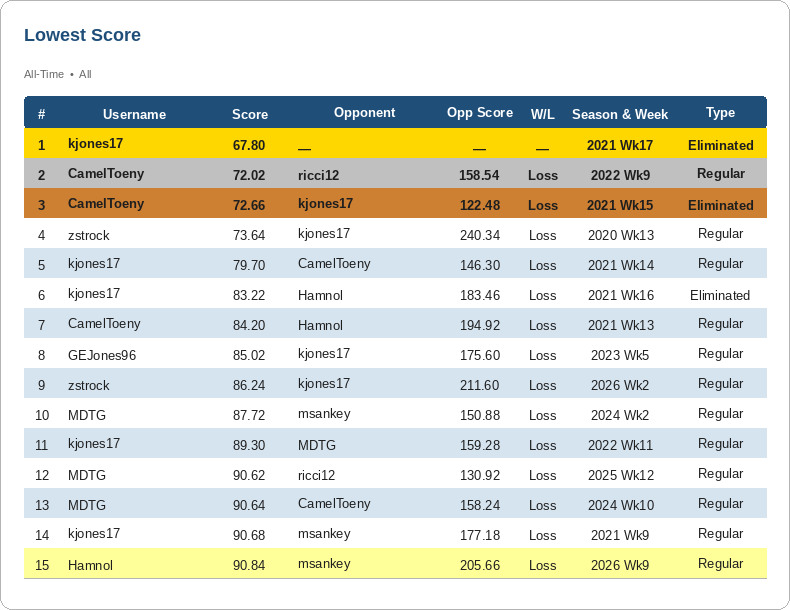 Lowest Score
All-Time • All
# Username Score Opponent Opp Score W/L Season & Week Type
1 kjones17 67.80 — — — 2021 Wk17 Eliminated
2 CamelToeny 72.02 ricci12 158.54 Loss 2022 Wk9 Regular
3 CamelToeny 72.66 kjones17 122.48 Loss 2021 Wk15 Eliminated
4 zstrock 73.64 kjones17 240.34 Loss 2020 Wk13 Regular
5 kjones17 79.70 CamelToeny 146.30 Loss 2021 Wk14 Regular
6 kjones17 83.22 Hamnol 183.46 Loss 2021 Wk16 Eliminated
7 CamelToeny 84.20 Hamnol 194.92 Loss 2021 Wk13 Regular
8 GEJones96 85.02 kjones17 175.60 Loss 2023 Wk5 Regular
9 zstrock 86.24 kjones17 211.60 Loss 2026 Wk2 Regular
10 MDTG 87.72 msankey 150.88 Loss 2024 Wk2 Regular
11 kjones17 89.30 MDTG 159.28 Loss 2022 Wk11 Regular
12 MDTG 90.62 ricci12 130.92 Loss 2025 Wk12 Regular
13 MDTG 90.64 CamelToeny 158.24 Loss 2024 Wk10 Regular
14 kjones17 90.68 msankey 177.18 Loss 2021 Wk9 Regular
15 Hamnol 90.84 msankey 205.66 Loss 2026 Wk9 Regular